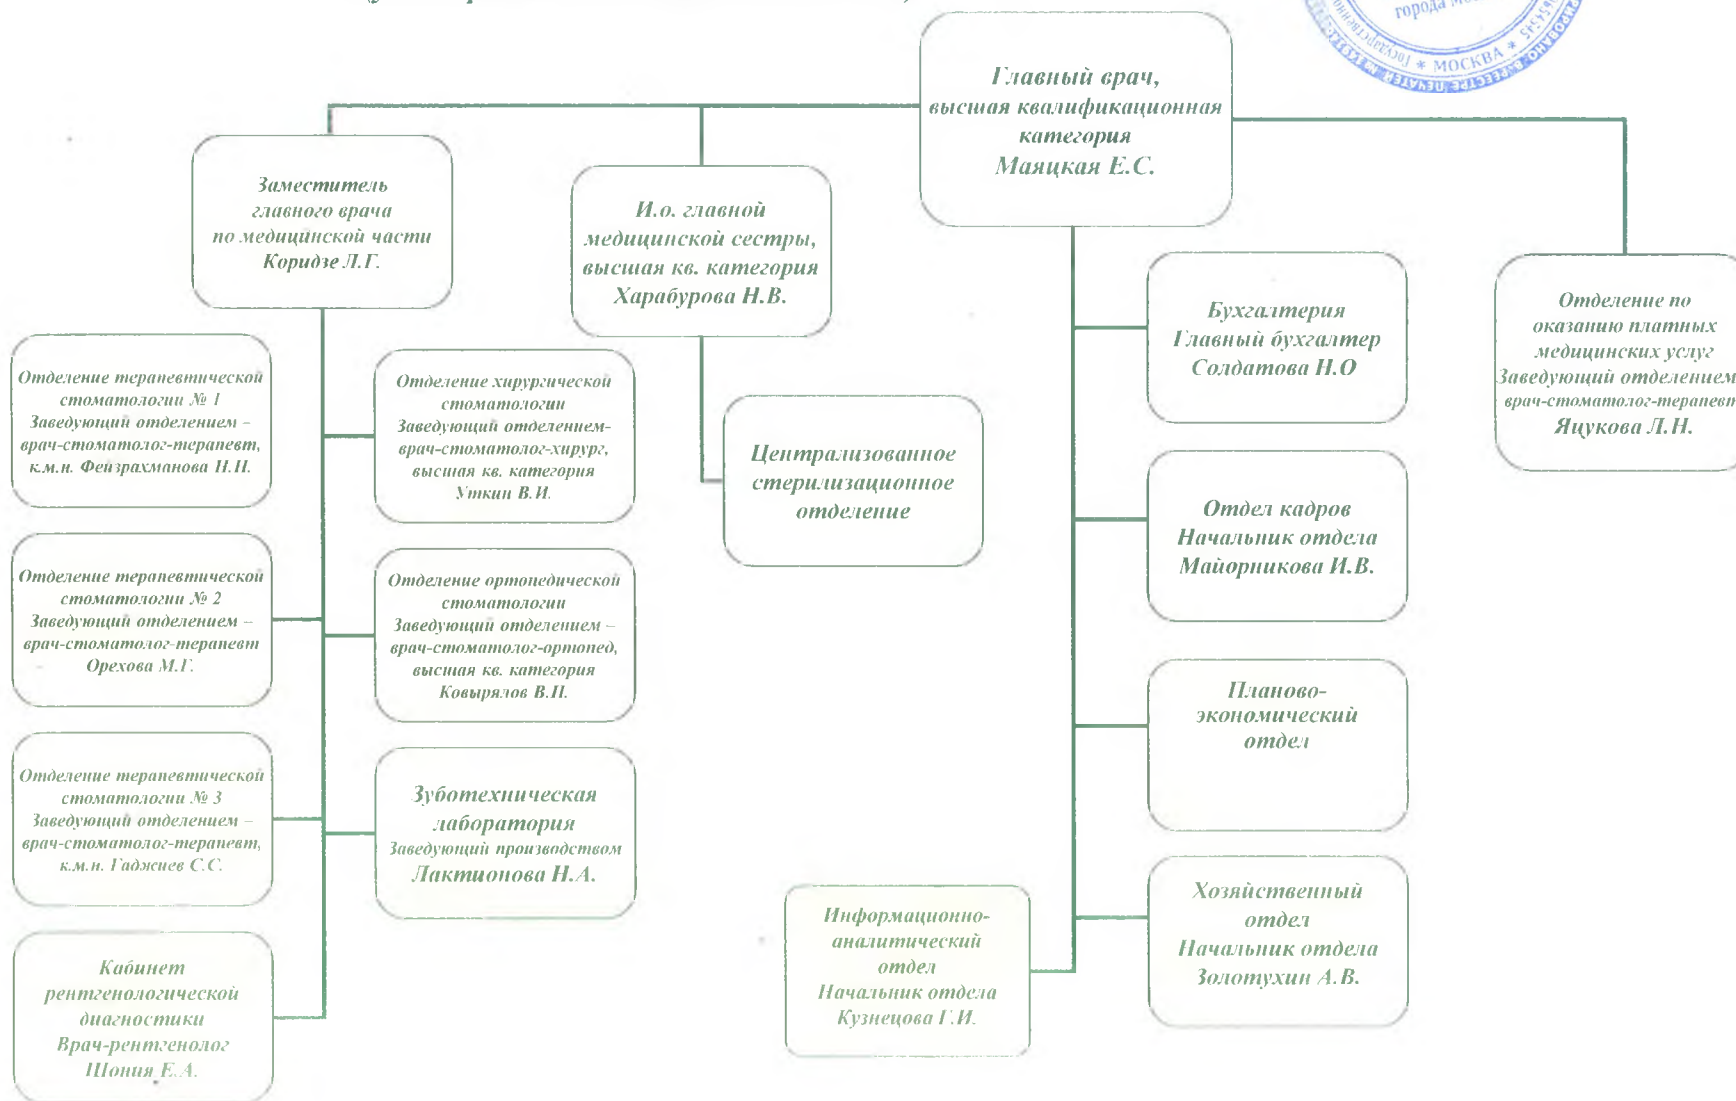 города
* МОСКВА *
Главный врач,
высшая квалификационная
категория
Маяцкая Е.С.
Заместитель
главного врача
по медицинской части
Коридзе Л.Г.
И.о. главной
медицинской сестры,
высшая кв. категория
Харабурова Н.В.
Бухгалтерия
Главный бухгалтер
Солдатова Н.О
Отделение по
оказанию платных
медицинских услуг
Заведующий отделением
врач-стоматолог-терапевт
Яцукова Л.Н.
Отделение терапевтической
стоматологии № 1
Заведующий отделением –
врач-стоматолог-терапевт,
к.м.н. Фейзрахманова Н.Н.
Отделение хирургической
стоматологии
Заведующий отделением-
врач-стоматолог-хирург,
высшая кв. категория
Уткин В.И.
Централизованное
стерилизационное
отделение
Отдел кадров
Начальник отдела
Майорникова И.В.
Отделение терапевтической
стоматологии № 2
Заведующий отделением –
врач-стоматолог-терапевт
Орехова М.Г.
Отделение ортопедической
стоматологии
Заведующий отделением –
врач-стоматолог-ортопед,
высшая кв. категория
Ковырялов В.П.
Планово-
экономический
отдел
Отделение терапевтической
стоматологии № 3
Заведующий отделением –
врач-стоматолог-терапевт,
к.м.н. Гаджиев С.С.
Зуботехническая
лаборатория
Заведующий производством
Лактионова Н.А.
Информационно-
аналитический
отдел
Начальник отдела
Кузнецова Г.И.
Хозяйственный
отдел
Начальник отдела
Золотухин А.В.
Кабинет
рентгенологической
диагностики
Врач-рентгенолог
Шония Е.А.